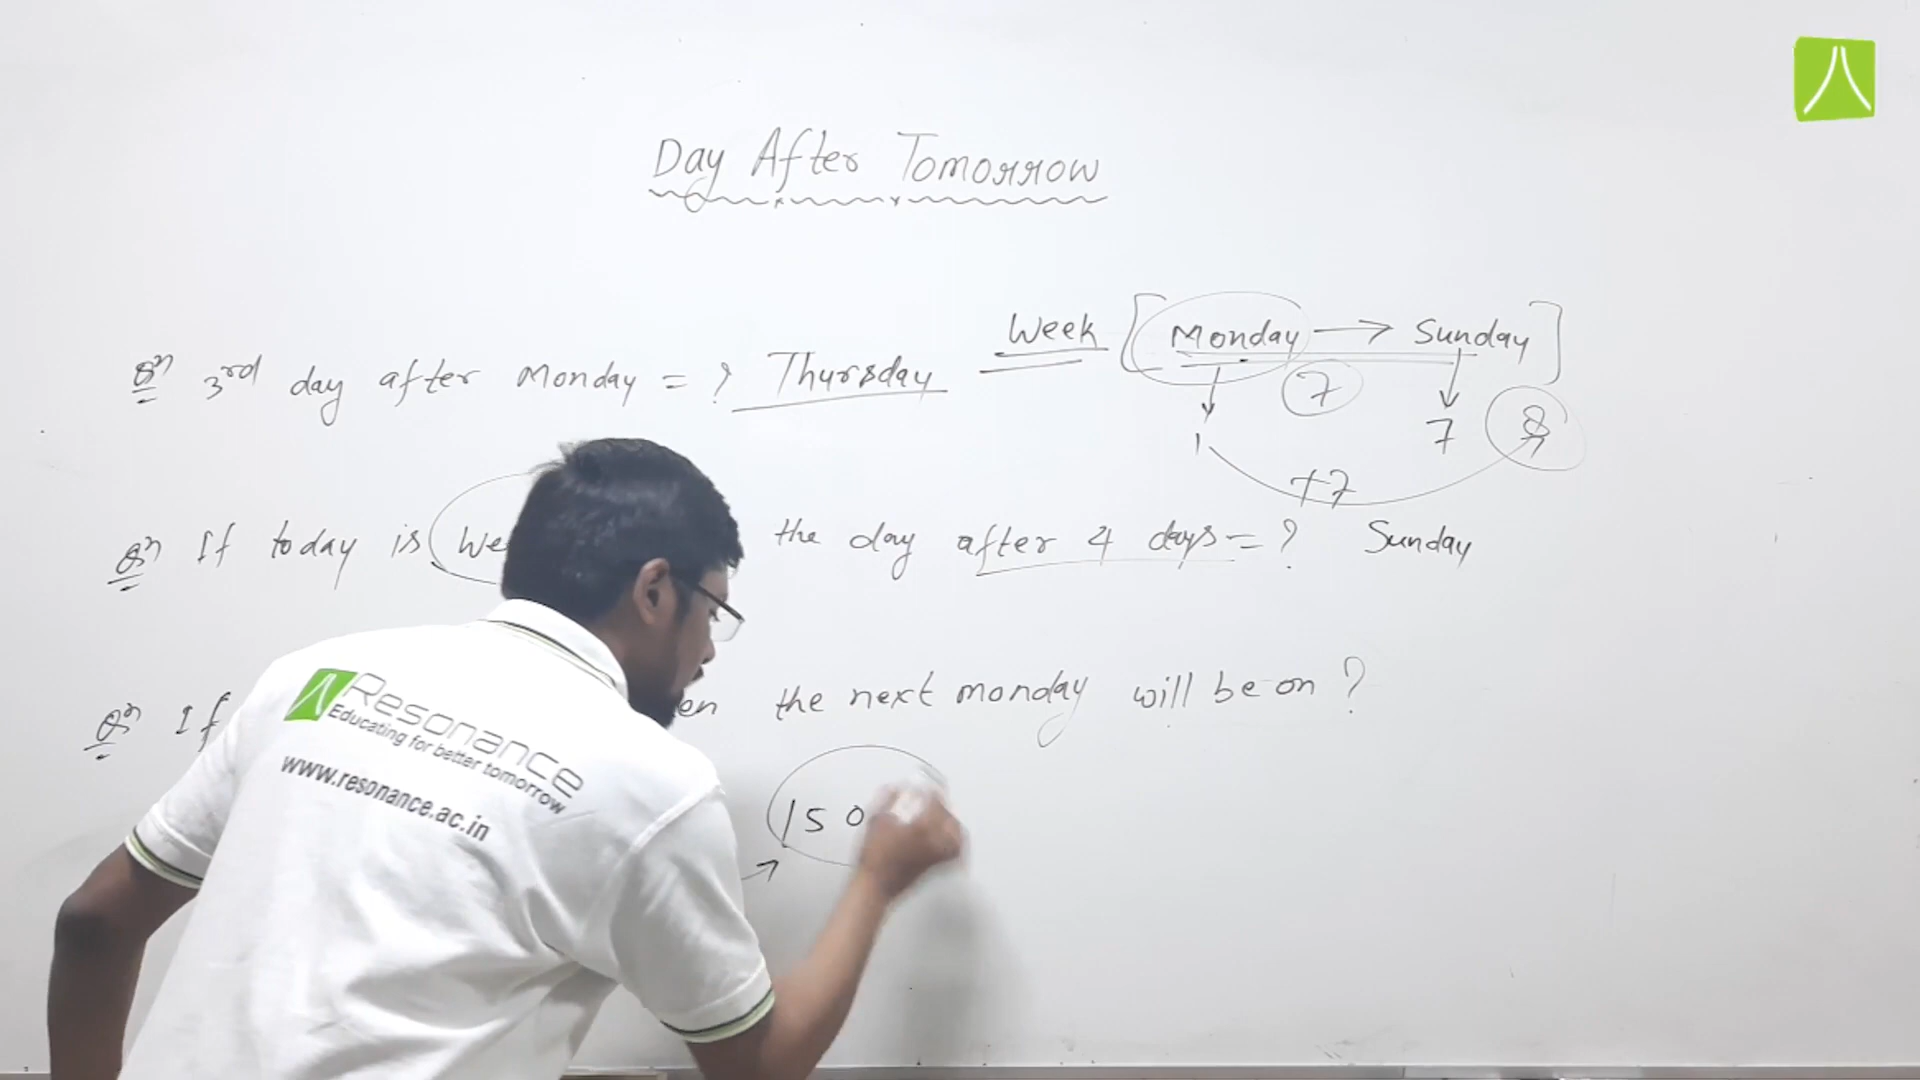 Day After Tomorrow
Week [Monday → Sunday]
Qn 3rd day after Monday = ? Thursday
7
1 7 8
+7
Qn If today is We the day after 4 days = ? Sunday
Qn If the next monday will be on ?
Resonance
Educating for better tomorrow
www.resonance.ac.in
150